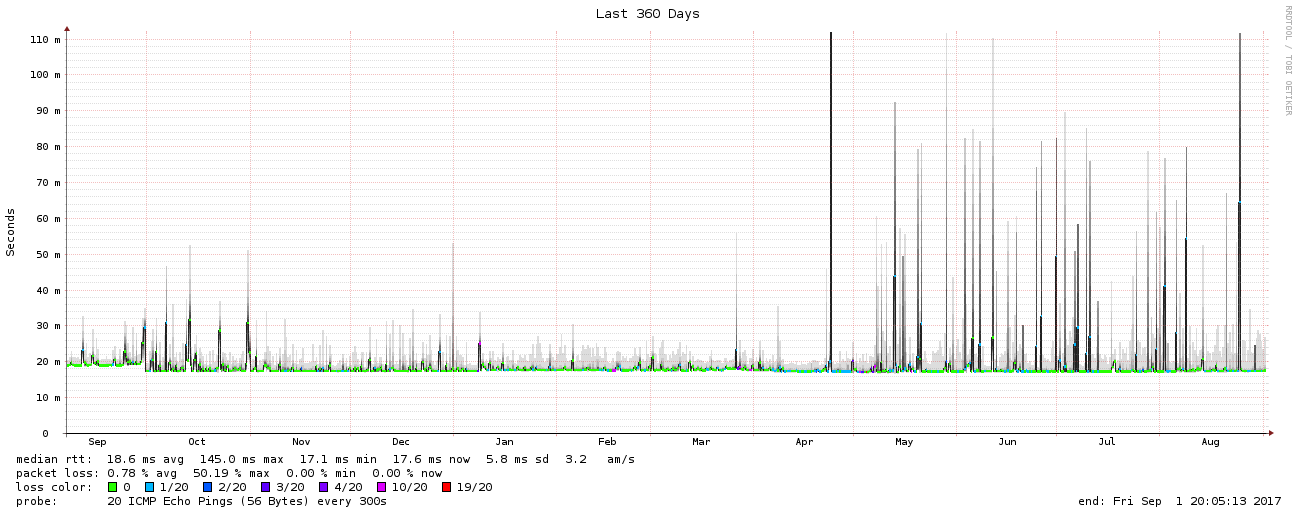 Last 360 Days
RRDTOOL / TOBI OETIKER
Seconds
110 m
100 m
90 m
80 m
70 m
60 m
50 m
40 m
30 m
20 m
10 m
0
Sep Oct Nov Dec Jan Feb Mar Apr May Jun Jul Aug
median rtt: 18.6 ms avg 145.0 ms max 17.1 ms min 17.6 ms now 5.8 ms sd 3.2 am/s
packet loss: 0.78 % avg 50.19 % max 0.00 % min 0.00 % now
loss color: 0 1/20 2/20 3/20 4/20 10/20 19/20
probe: 20 ICMP Echo Pings (56 Bytes) every 300s end: Fri Sep 1 20:05:13 2017